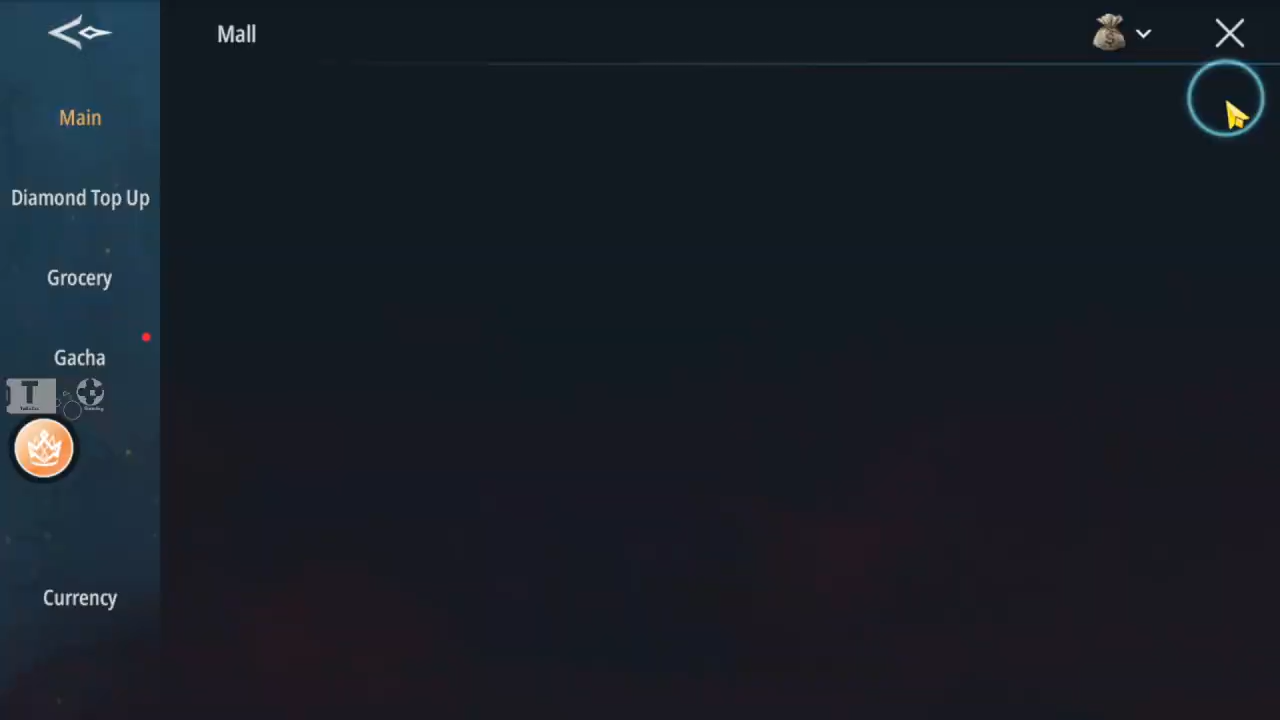 Mall
Main
Diamond Top Up
Grocery
Gacha
T
Currency